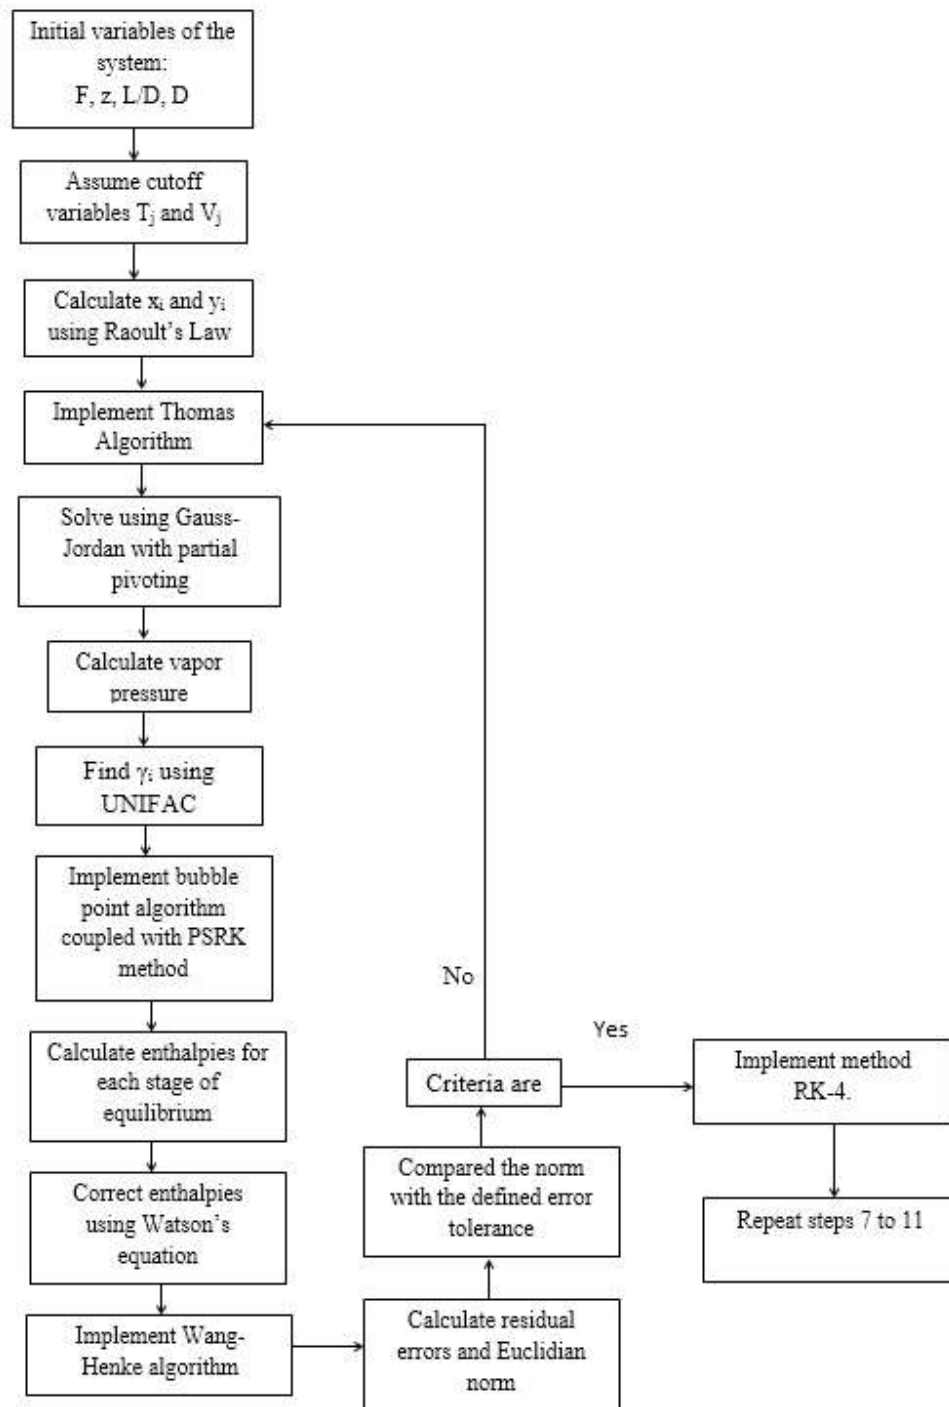 Initial variables of the
system:
F, z, L/D, D
Assume cutoff
variables Tj and Vj
Calculate xi and yi
using Raoult's Law
Implement Thomas
Algorithm
Solve using Gauss-
Jordan with partial
pivoting
Calculate vapor
pressure
Find γi using
UNIFAC
Implement bubble
point algorithm
coupled with PSRK
method
Calculate enthalpies for
each stage of
equilibrium
Correct enthalpies
using Watson's
equation
Implement Wang-
Henke algorithm
Calculate residual
errors and Euclidian
norm
Compared the norm
with the defined error
tolerance
Criteria are
No
Yes
Implement method
RK-4.
Repeat steps 7 to 11